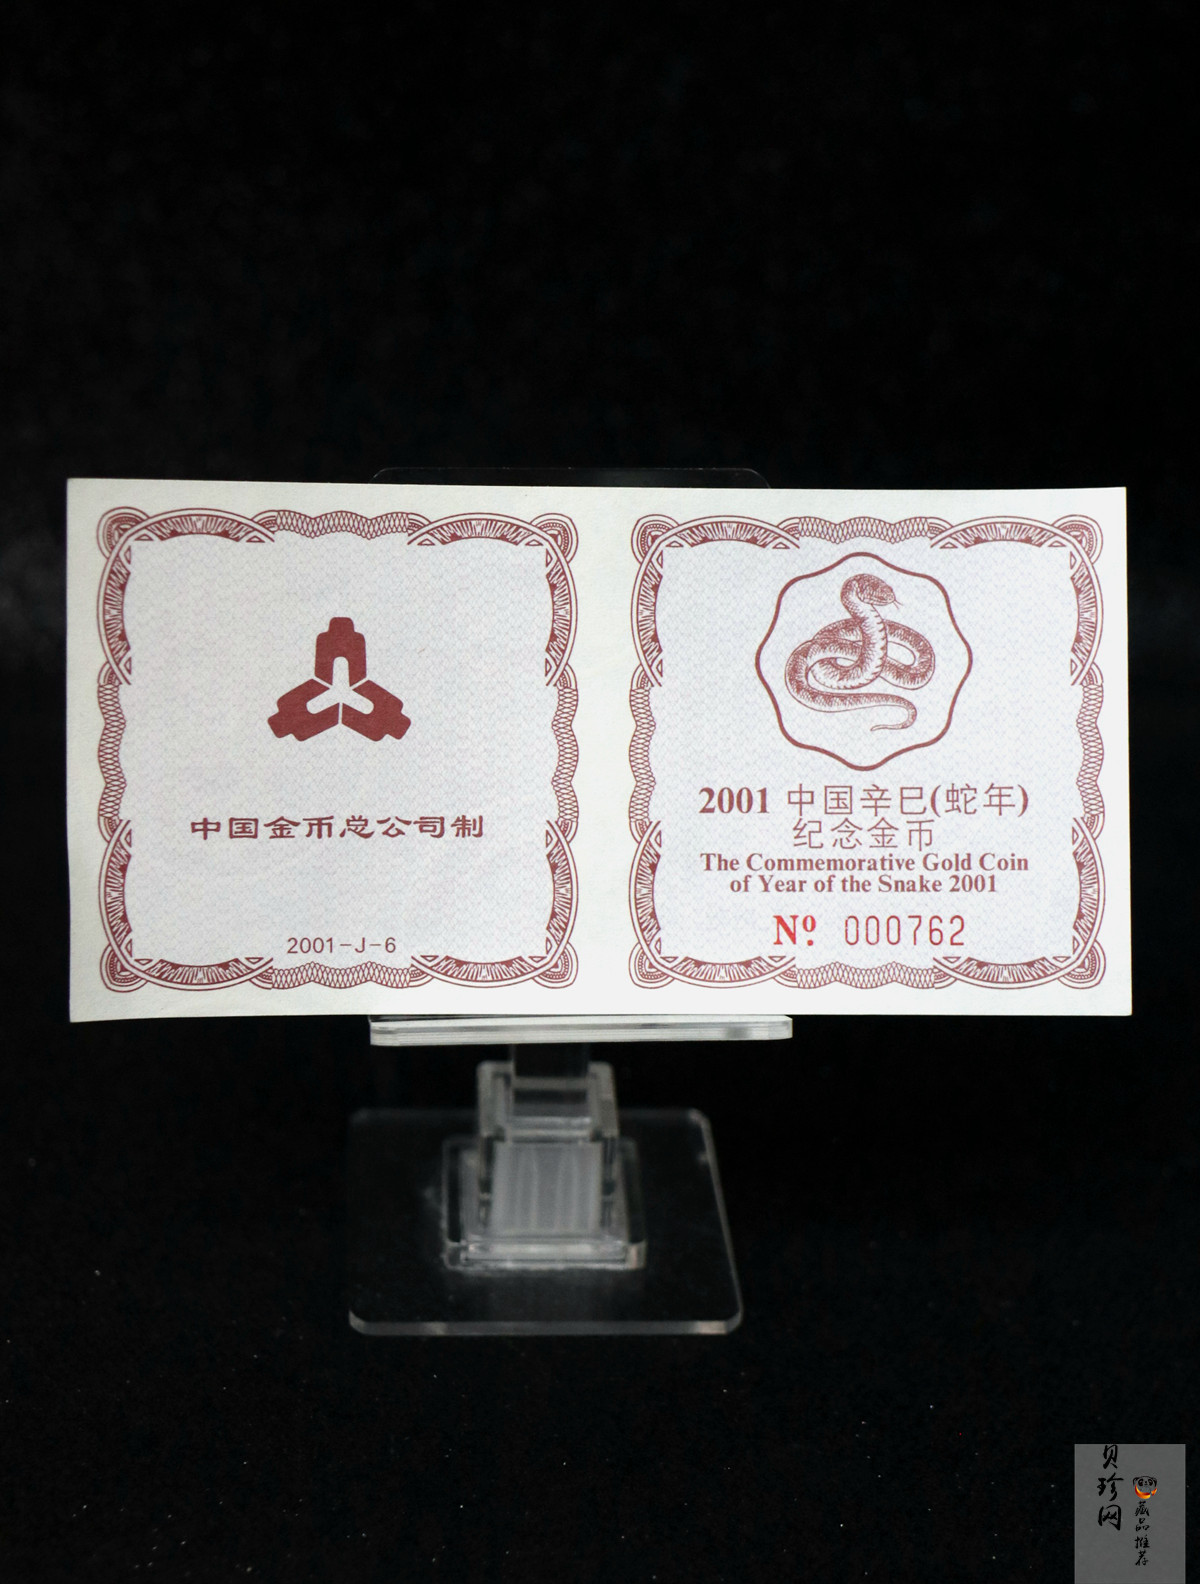 中国金币总公司制
2001-J-6
2001 中国辛巳(蛇年)
纪念金币
The Commemorative Gold Coin
of Year of the Snake 2001
Nº. 000762
贝珍网
藏品推荐